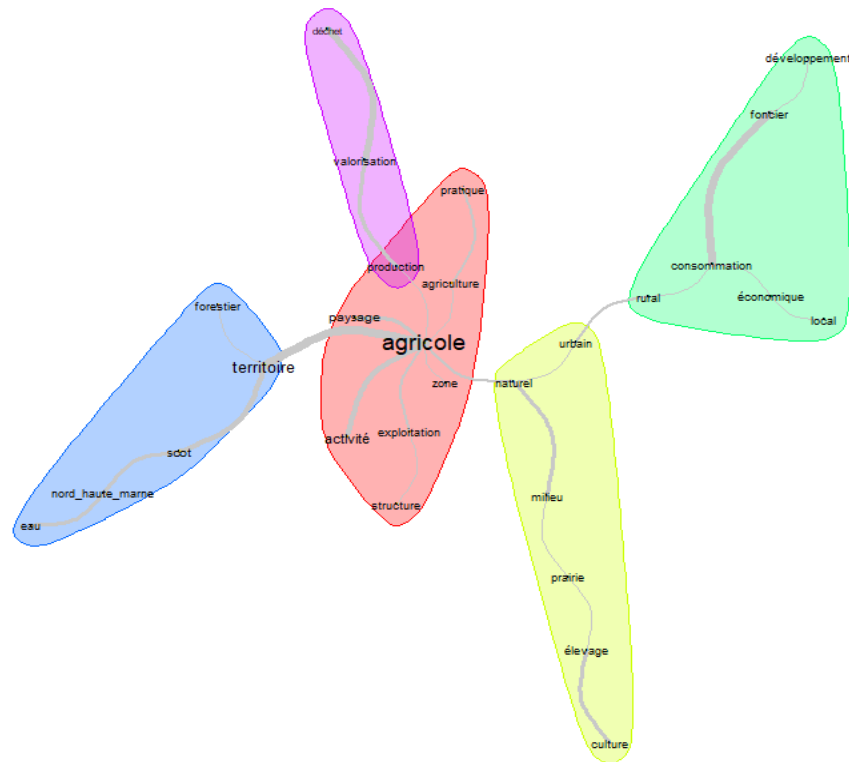 déchet
développement
foncier
valorisation
pratique
production
consommation
agriculture
économique
rural
forestier
paysage
local
agricole
urbain
territoire
zone
naturel
exploitation
activité
scot
nord_haute_marne
milieu
structure
eau
prairie
élevage
culture